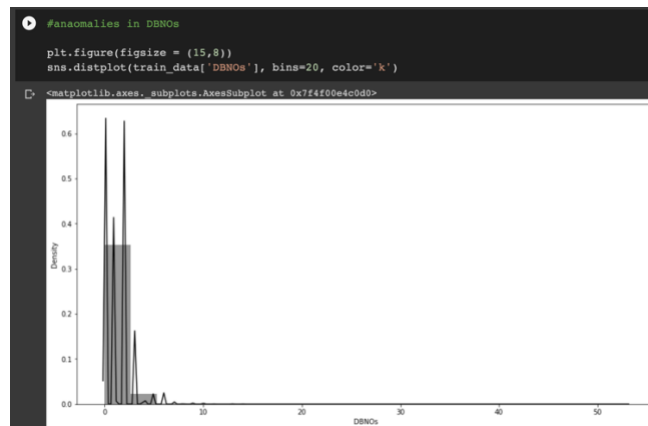 #anaomalies in DBNOs
plt.figure(figsize = (15,8))
sns.distplot(train_data['DBNOs'], bins=20, color='k')
<matplotlib.axes._subplots.AxesSubplot at 0x7f4f00e4c0d0>
0.6
0.5
0.4
0.3
0.2
0.1
0.0
Density
0 10 20 30 40 50
DBNOs